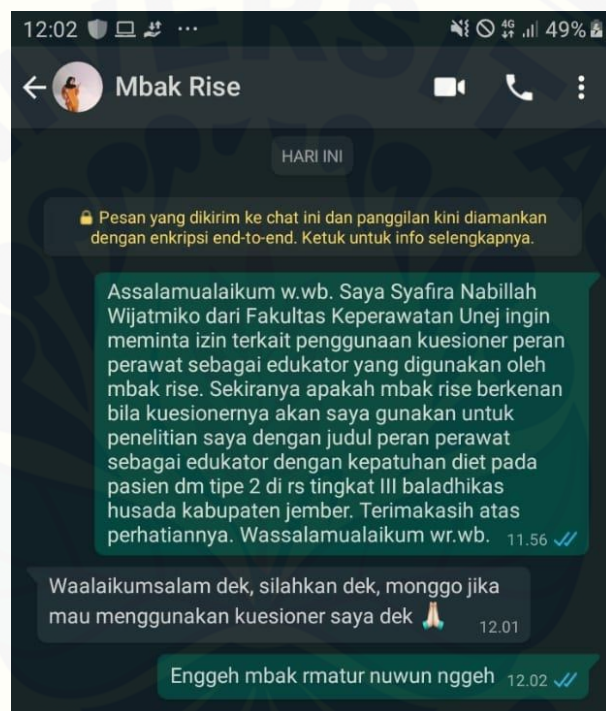 12:02
4G
49%
Mbak Rise
HARI INI
Pesan yang dikirim ke chat ini dan panggilan kini diamankan
dengan enkripsi end-to-end. Ketuk untuk info selengkapnya.
Assalamualaikum w.wb. Saya Syafira Nabillah
Wijatmiko dari Fakultas Keperawatan Unej ingin
meminta izin terkait penggunaan kuesioner peran
perawat sebagai edukator yang digunakan oleh
mbak rise. Sekiranya apakah mbak rise berkenan
bila kuesionernya akan saya gunakan untuk
penelitian saya dengan judul peran perawat
sebagai edukator dengan kepatuhan diet pada
pasien dm tipe 2 di rs tingkat III baladhikas
husada kabupaten jember. Terimakasih atas
perhatiannya. Wassalamualaikum wr.wb. 11.56
Waalaikumsalam dek, silahkan dek, monggo jika
mau menggunakan kuesioner saya dek 🙏🏻
12.01
Enggeh mbak rmatur nuwun nggeh 12.02